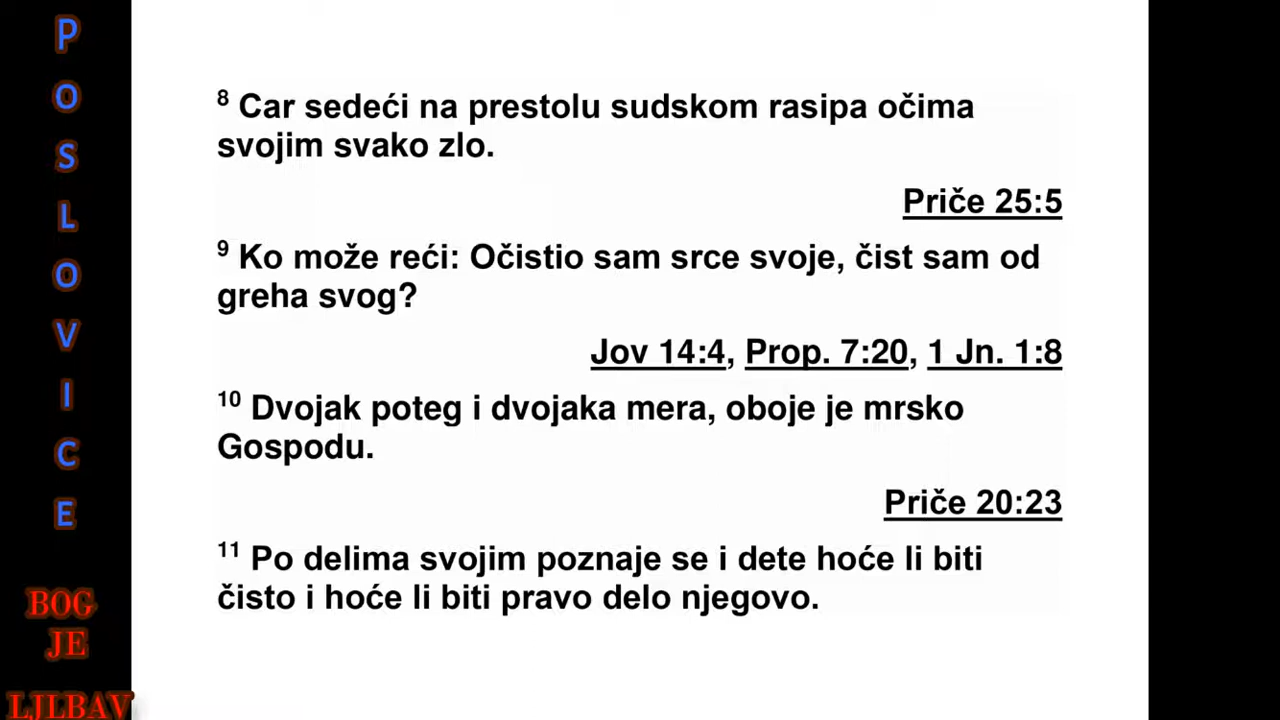 POSLOVICE
BOG
JE
LJLBAV
8 Car sedeći na prestolu sudskom rasipa očima
svojim svako zlo.
Priče 25:5
9 Ko može reći: Očistio sam srce svoje, čist sam od
greha svog?
Jov 14:4, Prop. 7:20, 1 Jn. 1:8
10 Dvojak poteg i dvojaka mera, oboje je mrsko
Gospodu.
Priče 20:23
11 Po delima svojim poznaje se i dete hoće li biti
čisto i hoće li biti pravo delo njegovo.